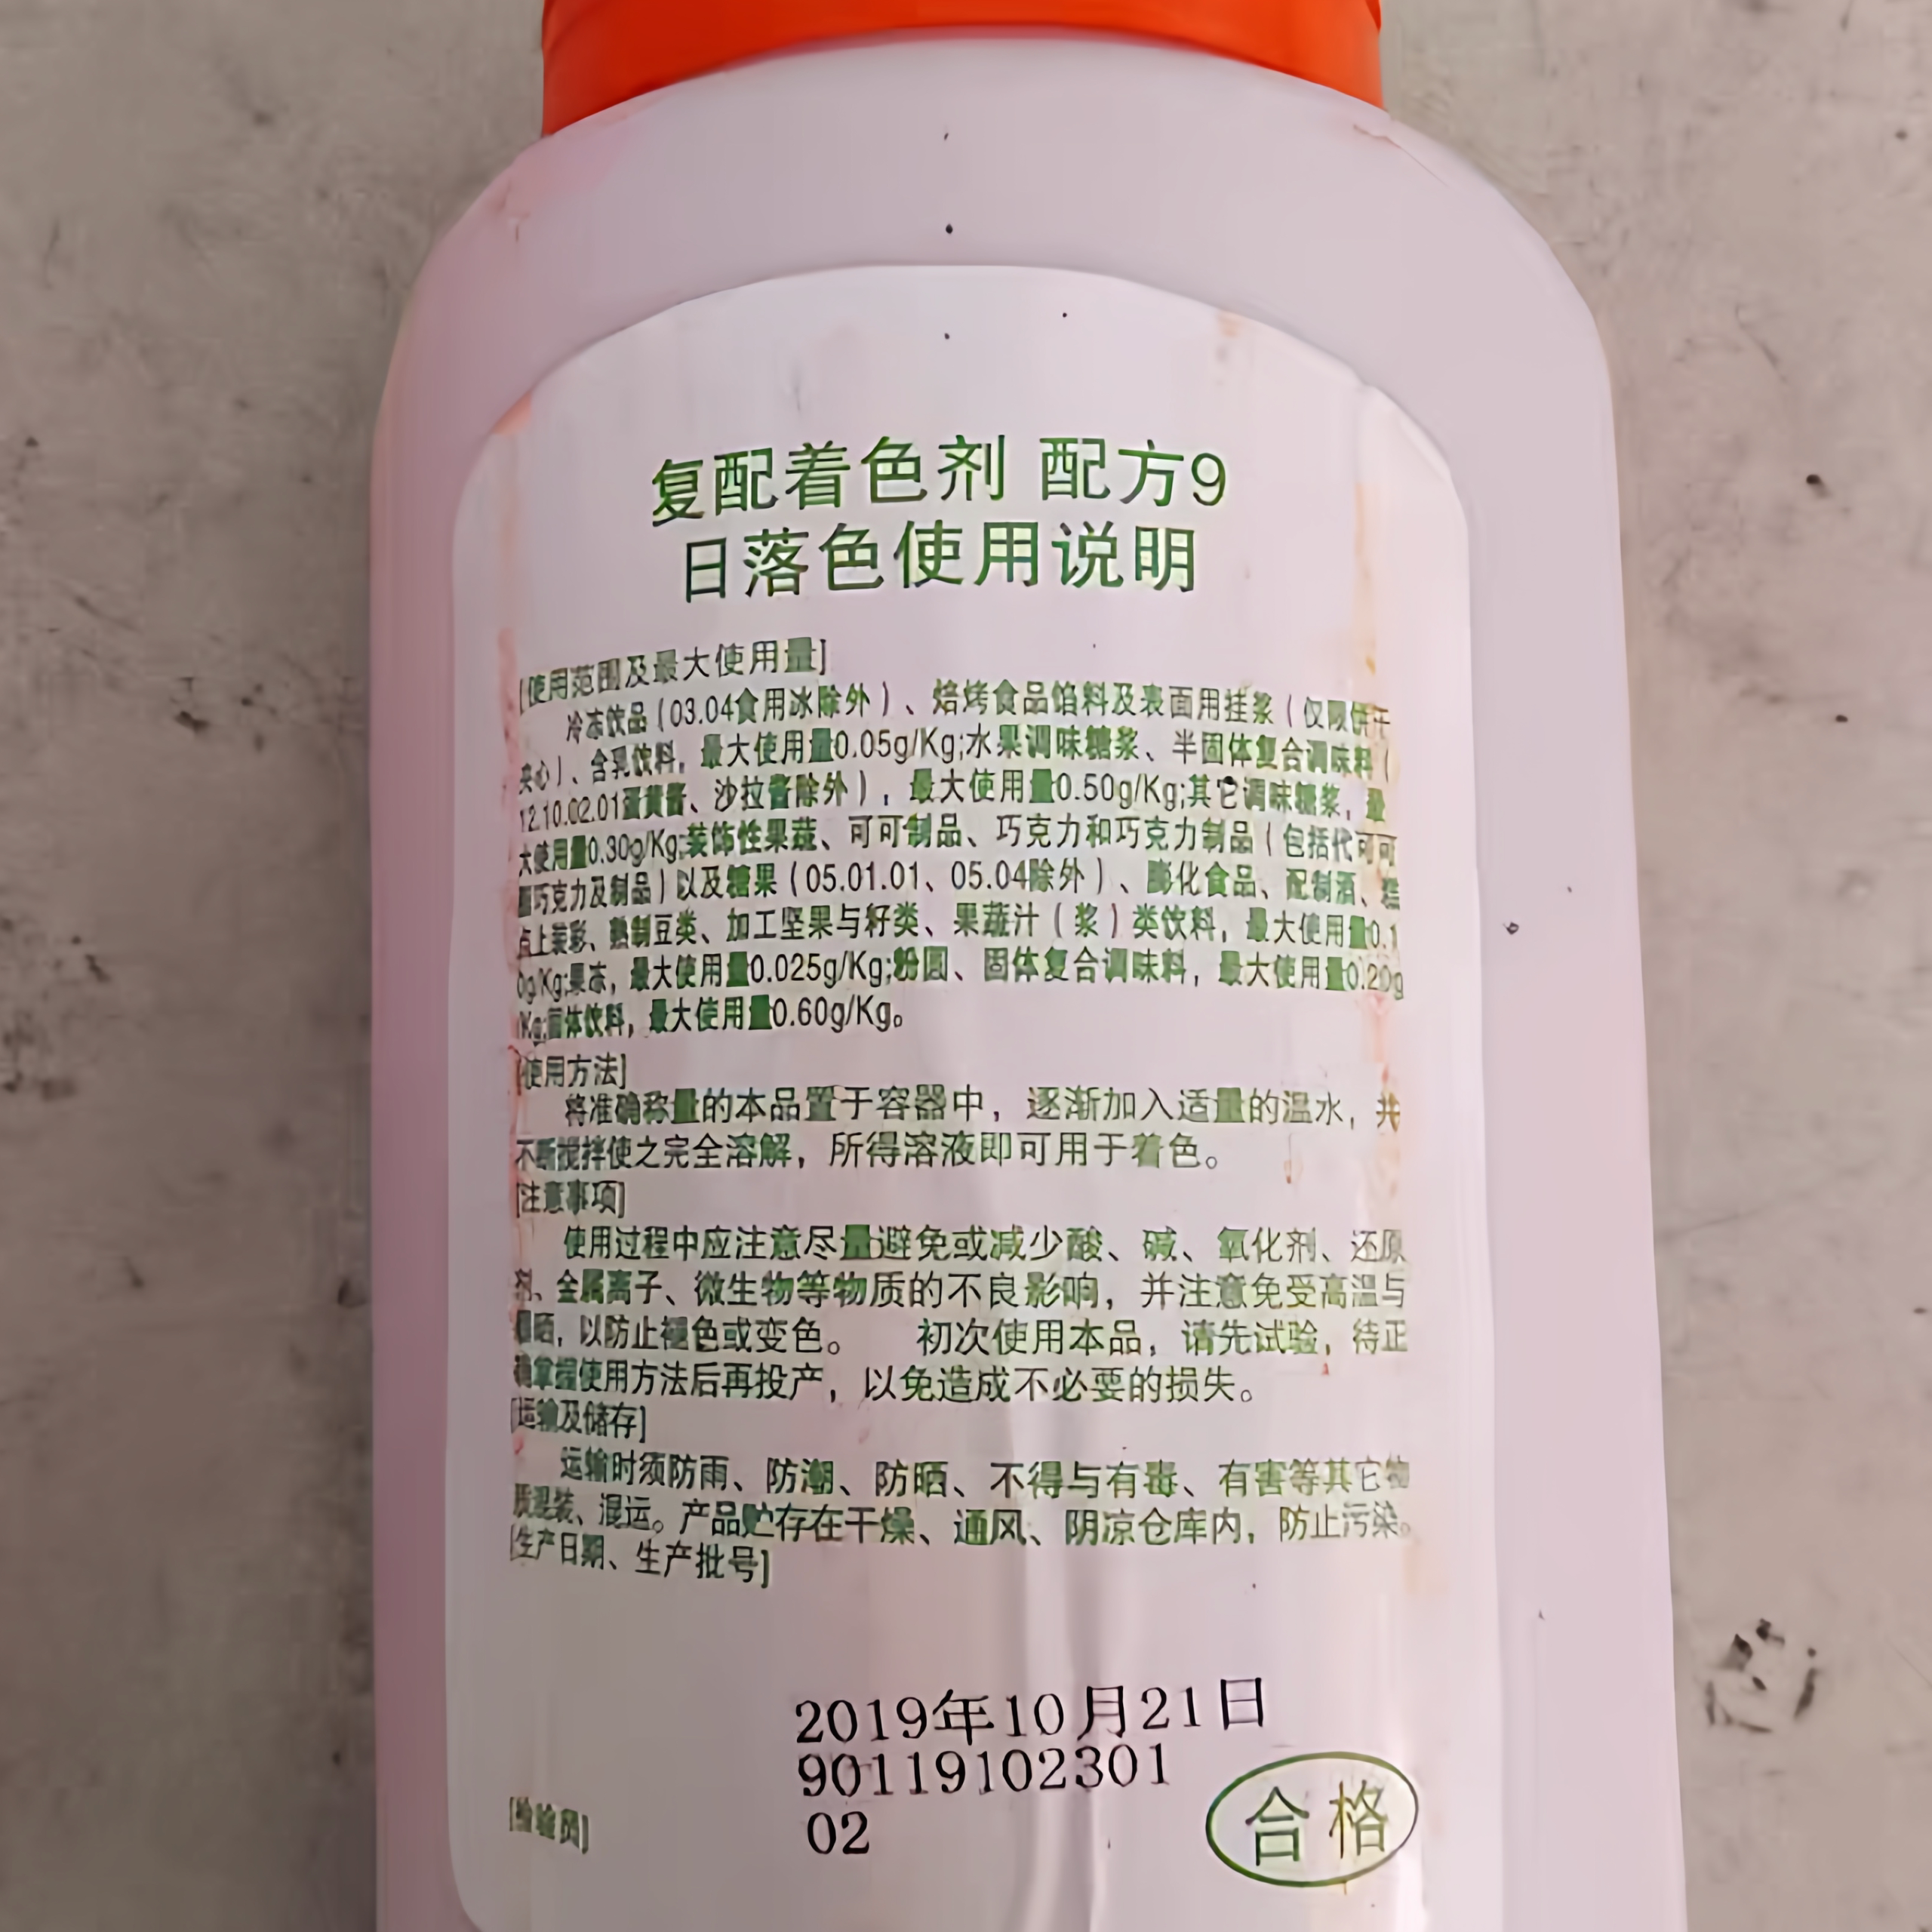 复配着色剂 配方9
日落色使用说明
[使用范围及最大使用量]
冷冻饮品(03.04食用冰除外)、焙烤食品馅料及表面用挂浆(仅限饼干
夹心)、含乳饮料,最大使用量0.05g/Kg;水果调味糖浆、半固体复合调味料(
12.10.02.01蛋黄酱、沙拉酱除外),最大使用量0.50g/Kg;其它调味糖浆,最
大使用量0.30g/Kg;装饰性果蔬、可可制品、巧克力和巧克力制品(包括代可可
脂巧克力及制品)以及糖果(05.01.01、05.04除外)、膨化食品、配制酒、糕
点上装彩、熟制豆类、加工坚果与籽类、果蔬汁(浆)类饮料,最大使用量0.1
0g/Kg;果冻,最大使用量0.025g/Kg;粉圆、固体复合调味料,最大使用量0.20g
/Kg;固体饮料,最大使用量0.60g/Kg。
[使用方法]
将准确称量的本品置于容器中,逐渐加入适量的温水,共
不断搅拌使之完全溶解,所得溶液即可用于着色。
[注意事项]
使用过程中应注意尽量避免或减少酸、碱、氧化剂、还原
剂、金属离子、微生物等物质的不良影响,并注意免受高温与
曝晒,以防止褪色或变色。 初次使用本品,请先试验,待正
确掌握使用方法后再投产,以免造成不必要的损失。
[运输及储存]
运输时须防雨、防潮、防晒、不得与有毒、有害等其它物
质混装、混运。产品贮存在干燥、通风、阴凉仓库内,防止污染。
[生产日期、生产批号]
2019年10月21日
90119102301
[检验员] 02
合格